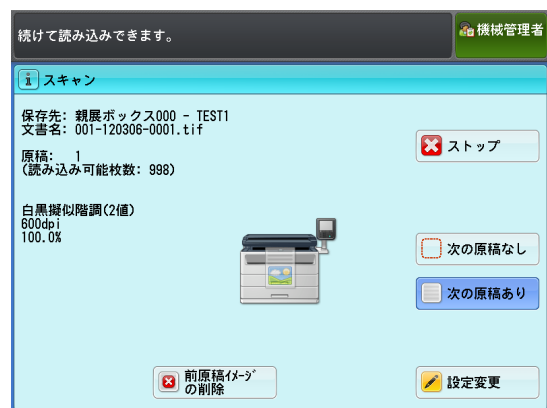 続けて読み込みできます。
機械管理者
スキャン
保存先: 親展ボックス000 - TEST1
文書名: 001-120306-0001.tif
原稿: 1
(読み込み可能枚数: 998)
ストップ
白黒擬似階調(2値)
600dpi
100.0%
次の原稿なし
次の原稿あり
前原稿ｲﾒｰｼﾞ
の削除
設定変更